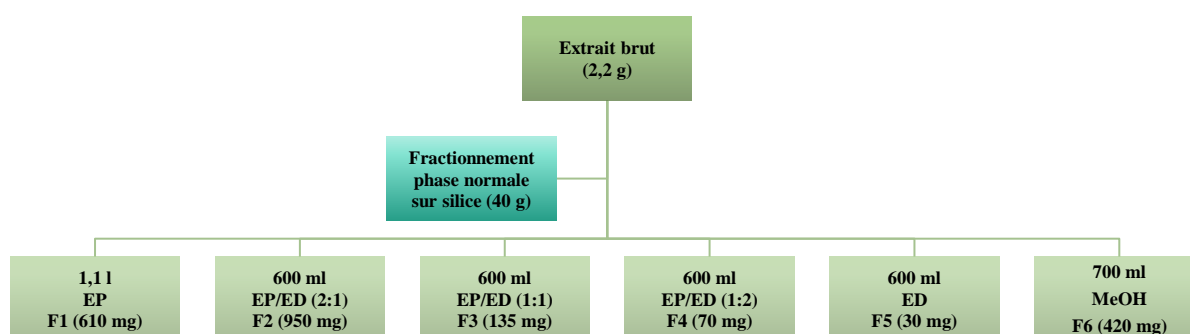 Extrait brut
(2,2 g)
Fractionnement
phase normale
sur silice (40 g)
1,1 l
EP
F1 (610 mg)
600 ml
EP/ED (2:1)
F2 (950 mg)
600 ml
EP/ED (1:1)
F3 (135 mg)
600 ml
EP/ED (1:2)
F4 (70 mg)
600 ml
ED
F5 (30 mg)
700 ml
MeOH
F6 (420 mg)